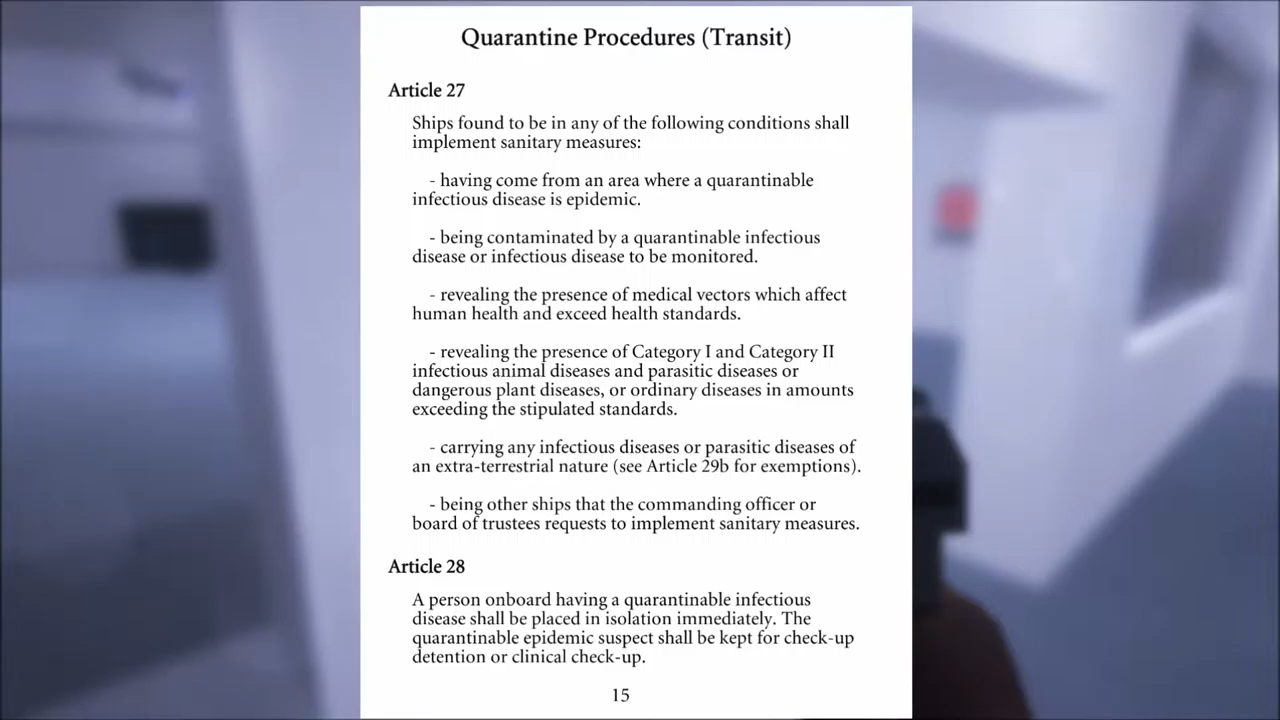 Quarantine Procedures (Transit)
Article 27
Ships found to be in any of the following conditions shall
implement sanitary measures:
- having come from an area where a quarantinable
infectious disease is epidemic.
- being contaminated by a quarantinable infectious
disease or infectious disease to be monitored.
- revealing the presence of medical vectors which affect
human health and exceed health standards.
- revealing the presence of Category I and Category II
infectious animal diseases and parasitic diseases or
dangerous plant diseases, or ordinary diseases in amounts
exceeding the stipulated standards.
- carrying any infectious diseases or parasitic diseases of
an extra-terrestrial nature (see Article 29b for exemptions).
- being other ships that the commanding officer or
board of trustees requests to implement sanitary measures.
Article 28
A person onboard having a quarantinable infectious
disease shall be placed in isolation immediately. The
quarantinable epidemic suspect shall be kept for check-up
detention or clinical check-up.
15